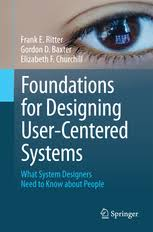 Frank E. Ritter
Gordon D. Baxter
Elizabeth F. Churchill
Foundations
for Designing
User-Centered
Systems
What System Designers
Need to Know about People
Springer